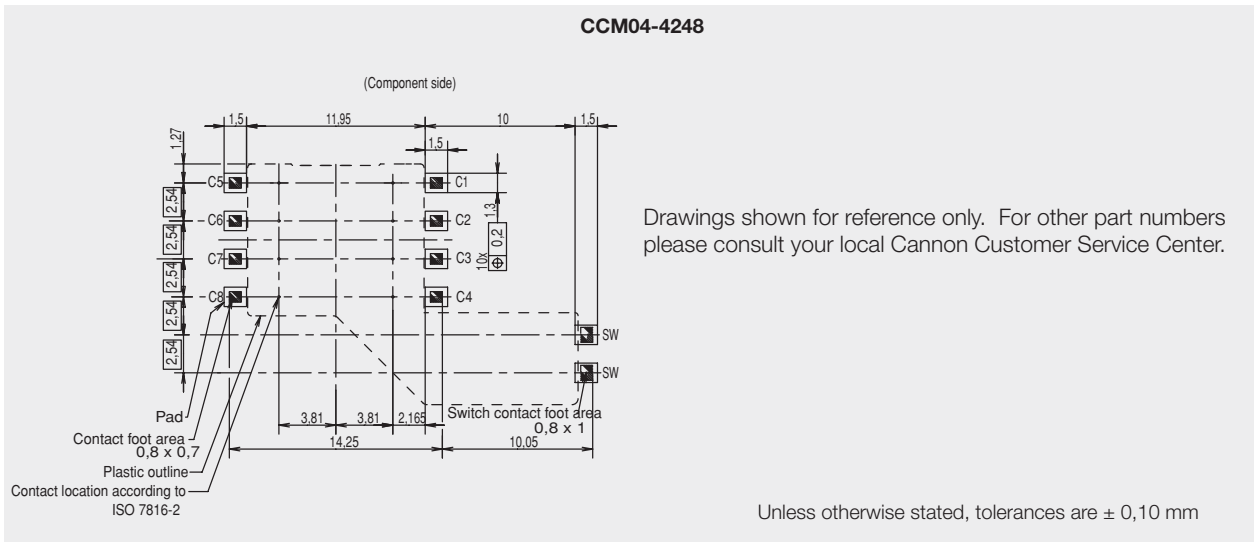 CCM04-4248
(Component side)
1,5
11,95
10
1,5
1,27
1,5
C5
C1
2,54
1,3
C6
C2
2,54
10x ⌖ 0,2
C7
C3
2,54
C8
C4
2,54
SW
2,54
SW
Drawings shown for reference only. For other part numbers
please consult your local Cannon Customer Service Center.
Pad
3,81
3,81
2,165
Switch contact foot area
0,8 x 1
Contact foot area
0,8 x 0,7
14,25
10,05
Plastic outline
Contact location according to
ISO 7816-2
Unless otherwise stated, tolerances are ± 0,10 mm